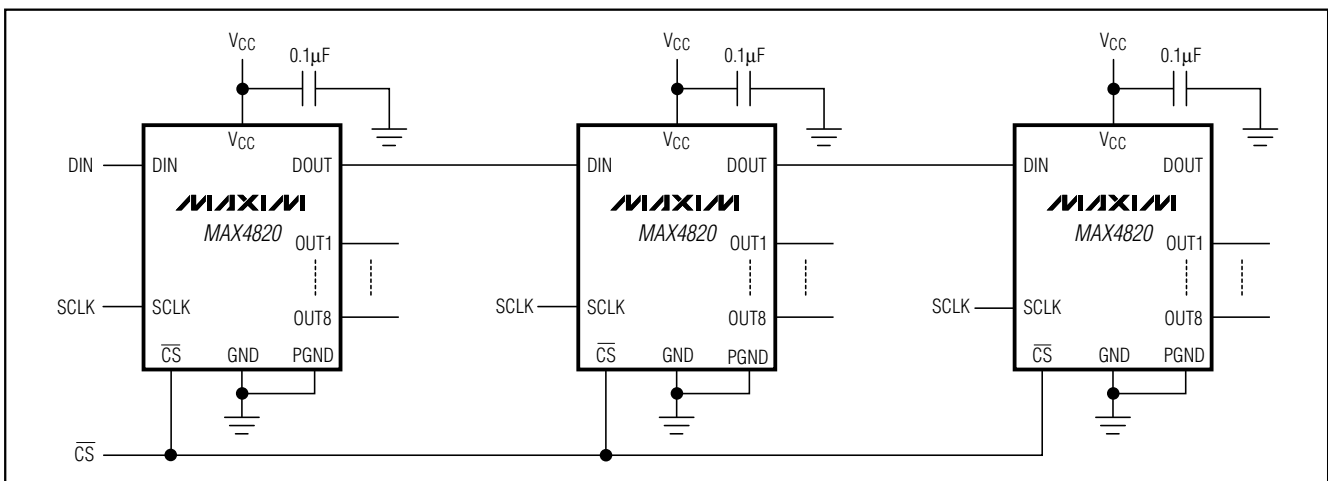 VCC
0.1µF
VCC
DIN
DIN
DOUT
MAXIM
MAX4820
OUT1
SCLK
SCLK
OUT8
CS
GND
PGND
VCC
0.1µF
VCC
DIN
DOUT
MAXIM
MAX4820
OUT1
SCLK
SCLK
OUT8
CS
GND
PGND
VCC
0.1µF
VCC
DIN
DOUT
MAXIM
MAX4820
OUT1
SCLK
SCLK
OUT8
CS
GND
PGND
CS